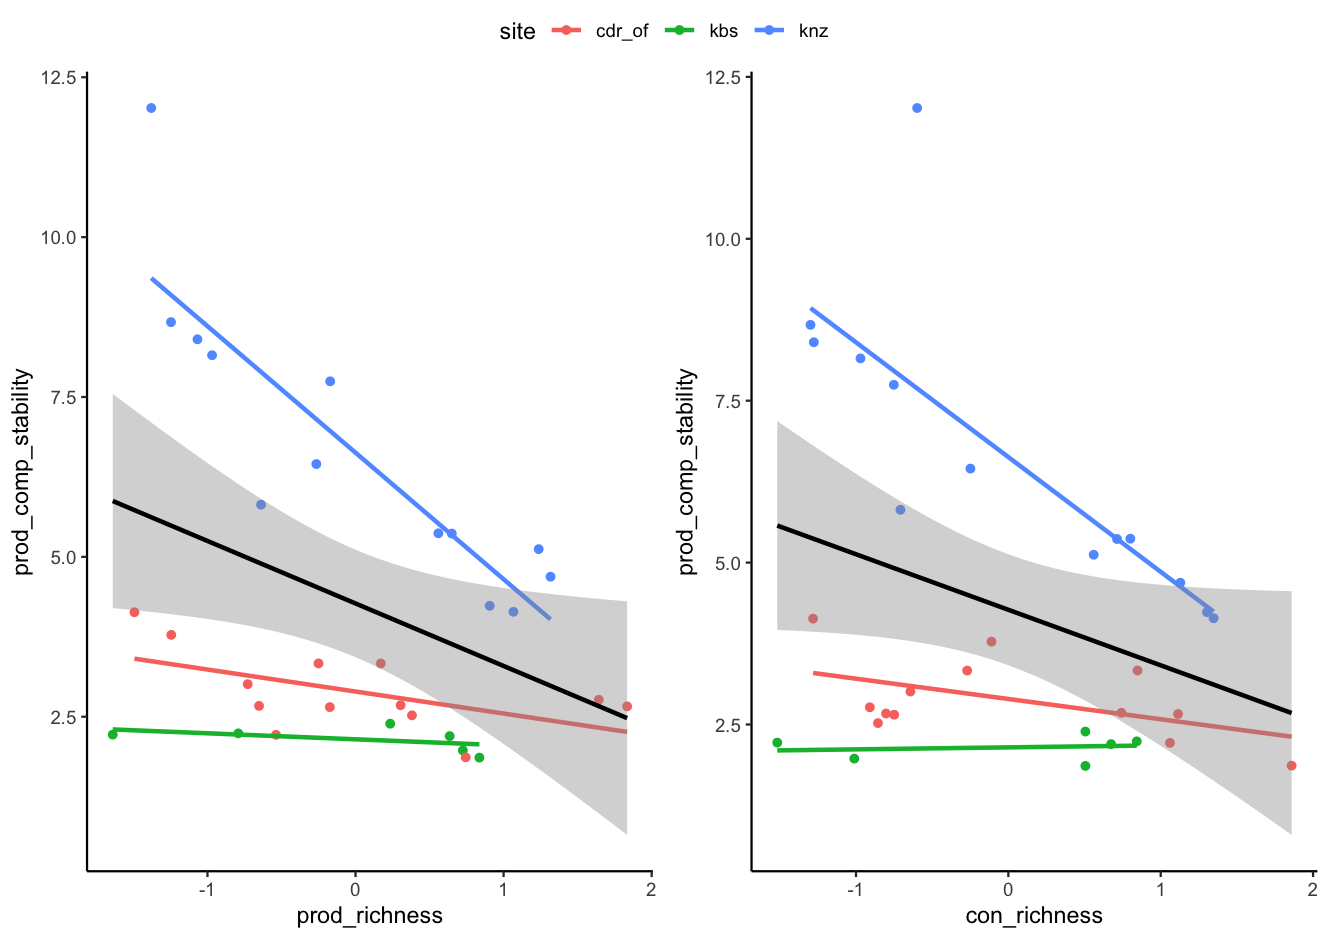 site cdr_of kbs knz
12.5
10.0
7.5
5.0
2.5
prod_comp_stability
-1 0 1 2
prod_richness
12.5
10.0
7.5
5.0
2.5
prod_comp_stability
-1 0 1 2
con_richness